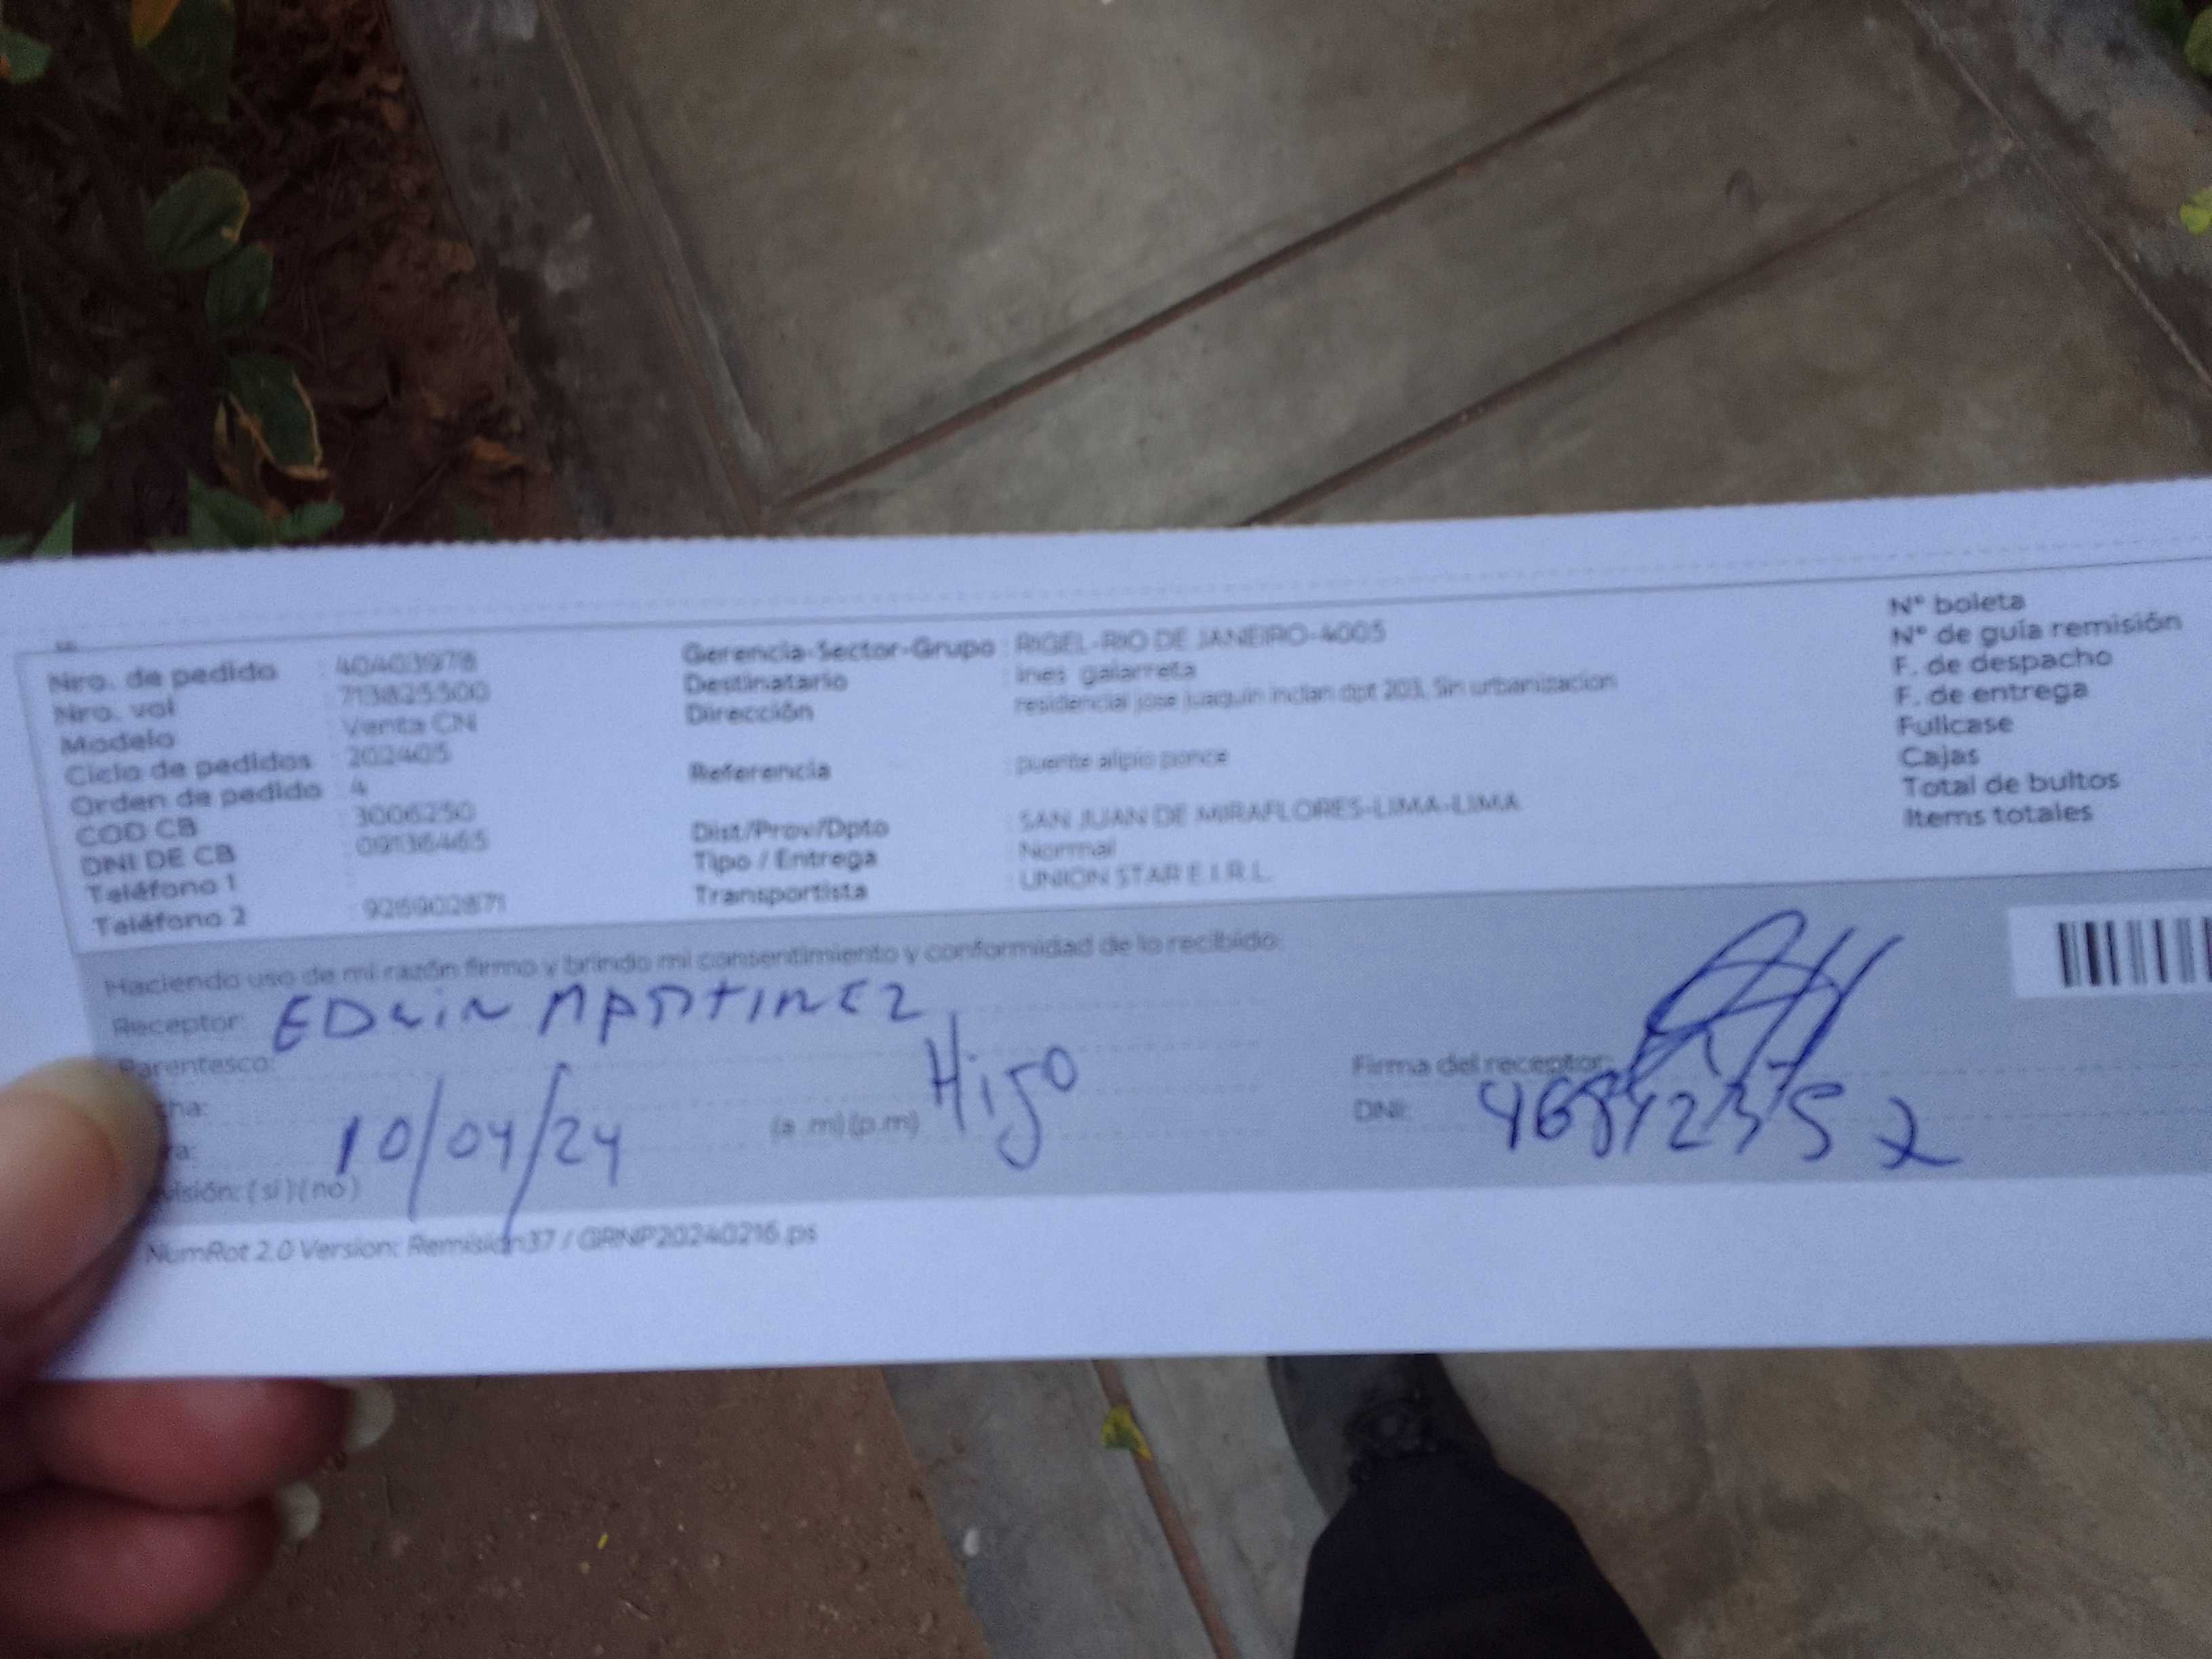 Nro. de pedido : 40403978
Nro. vol : 713825500
Modelo : Venta CN
Ciclo de pedidos : 202405
Orden de pedido : 4
COD CB : 3006250
DNI DE CB : 09136465
Teléfono 1 :
Teléfono 2 : 926902871
Gerencia-Sector-Grupo : RIGEL-RIO DE JANEIRO-4005
Destinatario : ines galarreta
Dirección : residencial jose juaquin inclan dpt 203, Sin urbanizacion
Referencia : puente alipio ponce
Dist/Prov/Dpto : SAN JUAN DE MIRAFLORES-LIMA-LIMA
Tipo / Entrega : Normal
Transportista : UNION STAR E.I.R.L.
N° boleta
N° de guía remisión
F. de despacho
F. de entrega
Fullcase
Cajas
Total de bultos
Items totales
Haciendo uso de mi razón firmo y brindo mi consentimiento y conformidad de lo recibido:
Receptor: EDWIN MARTINEZ
Parentesco: Higo
cha: 10/04/24
ra: (a.m)(p.m)
visión: (si)(no)
Firma del receptor:
DNI:
NumRot 2.0 Version: Remision37 / GRNP20240216.ps